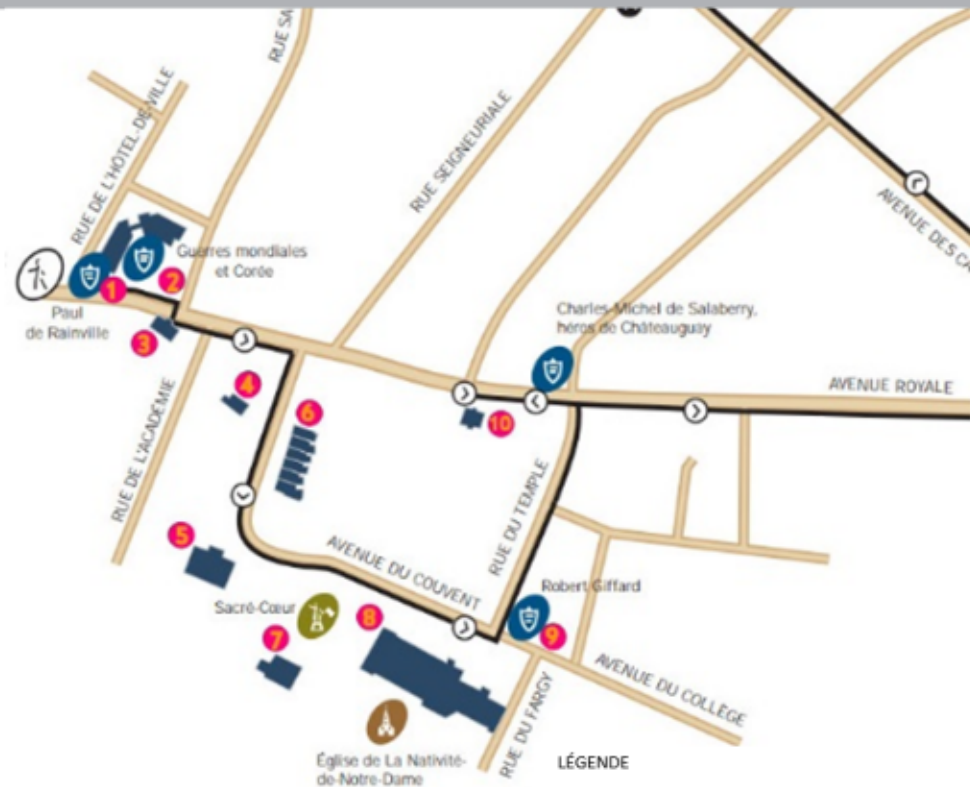 RUE SA
RUE DE L'HÔTEL-DE-VILLE
RUE SEIGNEURIALE
AVENUE DES CA
Guerres mondiales
et Corée
1
2
Paul
de Rainville
3
Charles-Michel de Salaberry,
héros de Châteauguay
AVENUE ROYALE
4
6
10
RUE DE L'ACADÉMIE
RUE DU TEMPLE
5
AVENUE DU COUVENT
Robert Giffard
Sacré-Cœur
8
7
9
AVENUE DU COLLÈGE
RUE DU FARGY
Église de La Nativité-
de-Notre-Dame
LÉGENDE